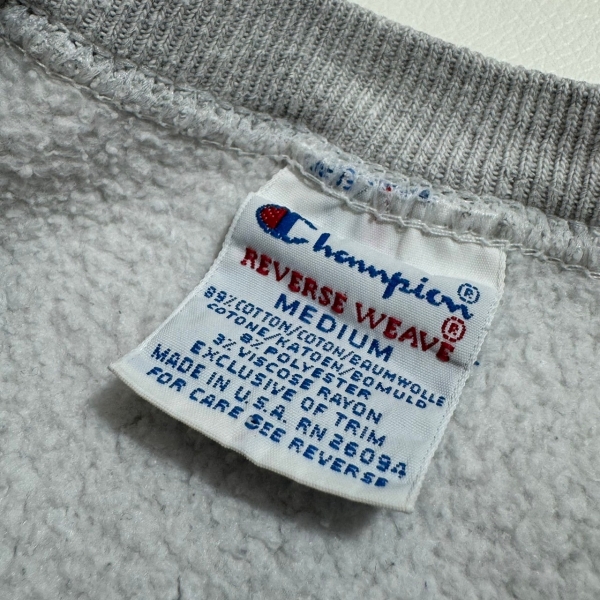 Champion®
REVERSE WEAVE®
MEDIUM
89% COTTON/COTON/BAUMWOLLE
COTONE/KATOEN/BOMULD
8% POLYESTER
3% VISCOSE RAYON
EXCLUSIVE OF TRIM
MADE IN U.S.A. RN 26094
FOR CARE SEE REVERSE